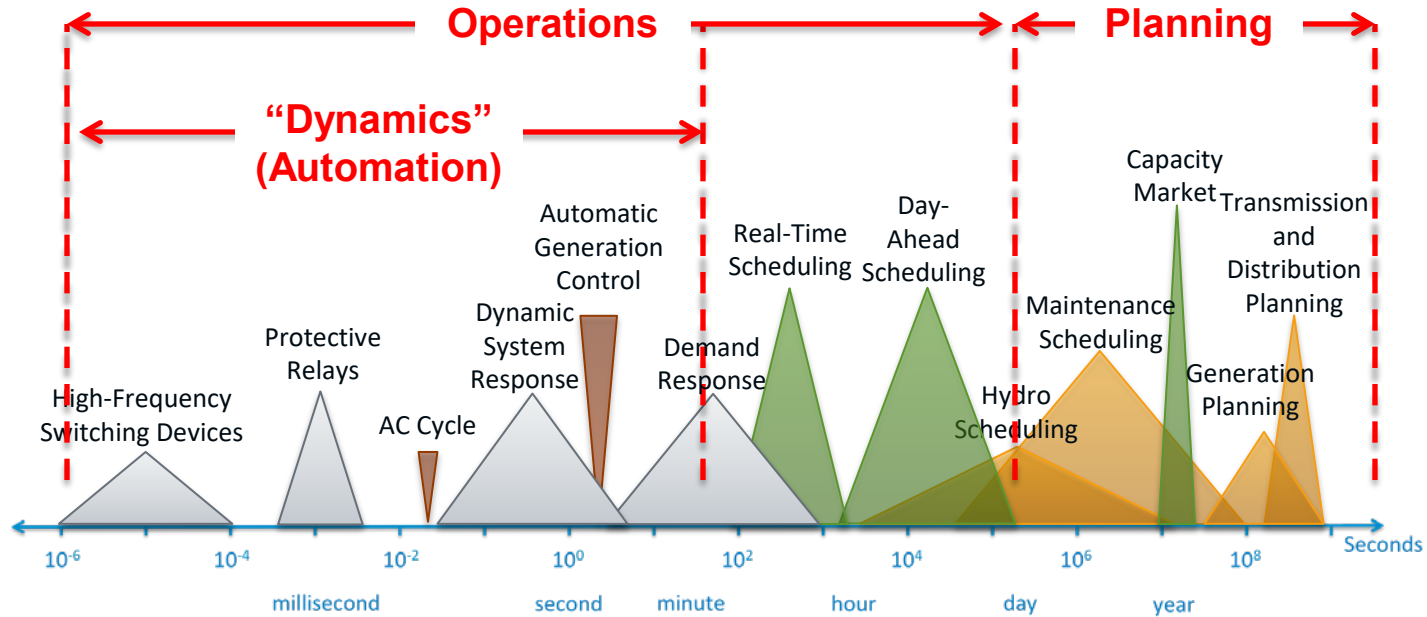 Operations
Planning
“Dynamics”
(Automation)
Capacity
Market
Transmission
and
Distribution
Planning
Automatic
Generation
Control
Real-Time
Scheduling
Day-
Ahead
Scheduling
Maintenance
Scheduling
Dynamic
System
Response
Protective
Relays
Demand
Response
Generation
Planning
High-Frequency
Switching Devices
AC Cycle
Hydro
Scheduling
10⁻⁶ 10⁻⁴ 10⁻² 10⁰ 10² 10⁴ 10⁶ 10⁸ Seconds
millisecond second minute hour day year